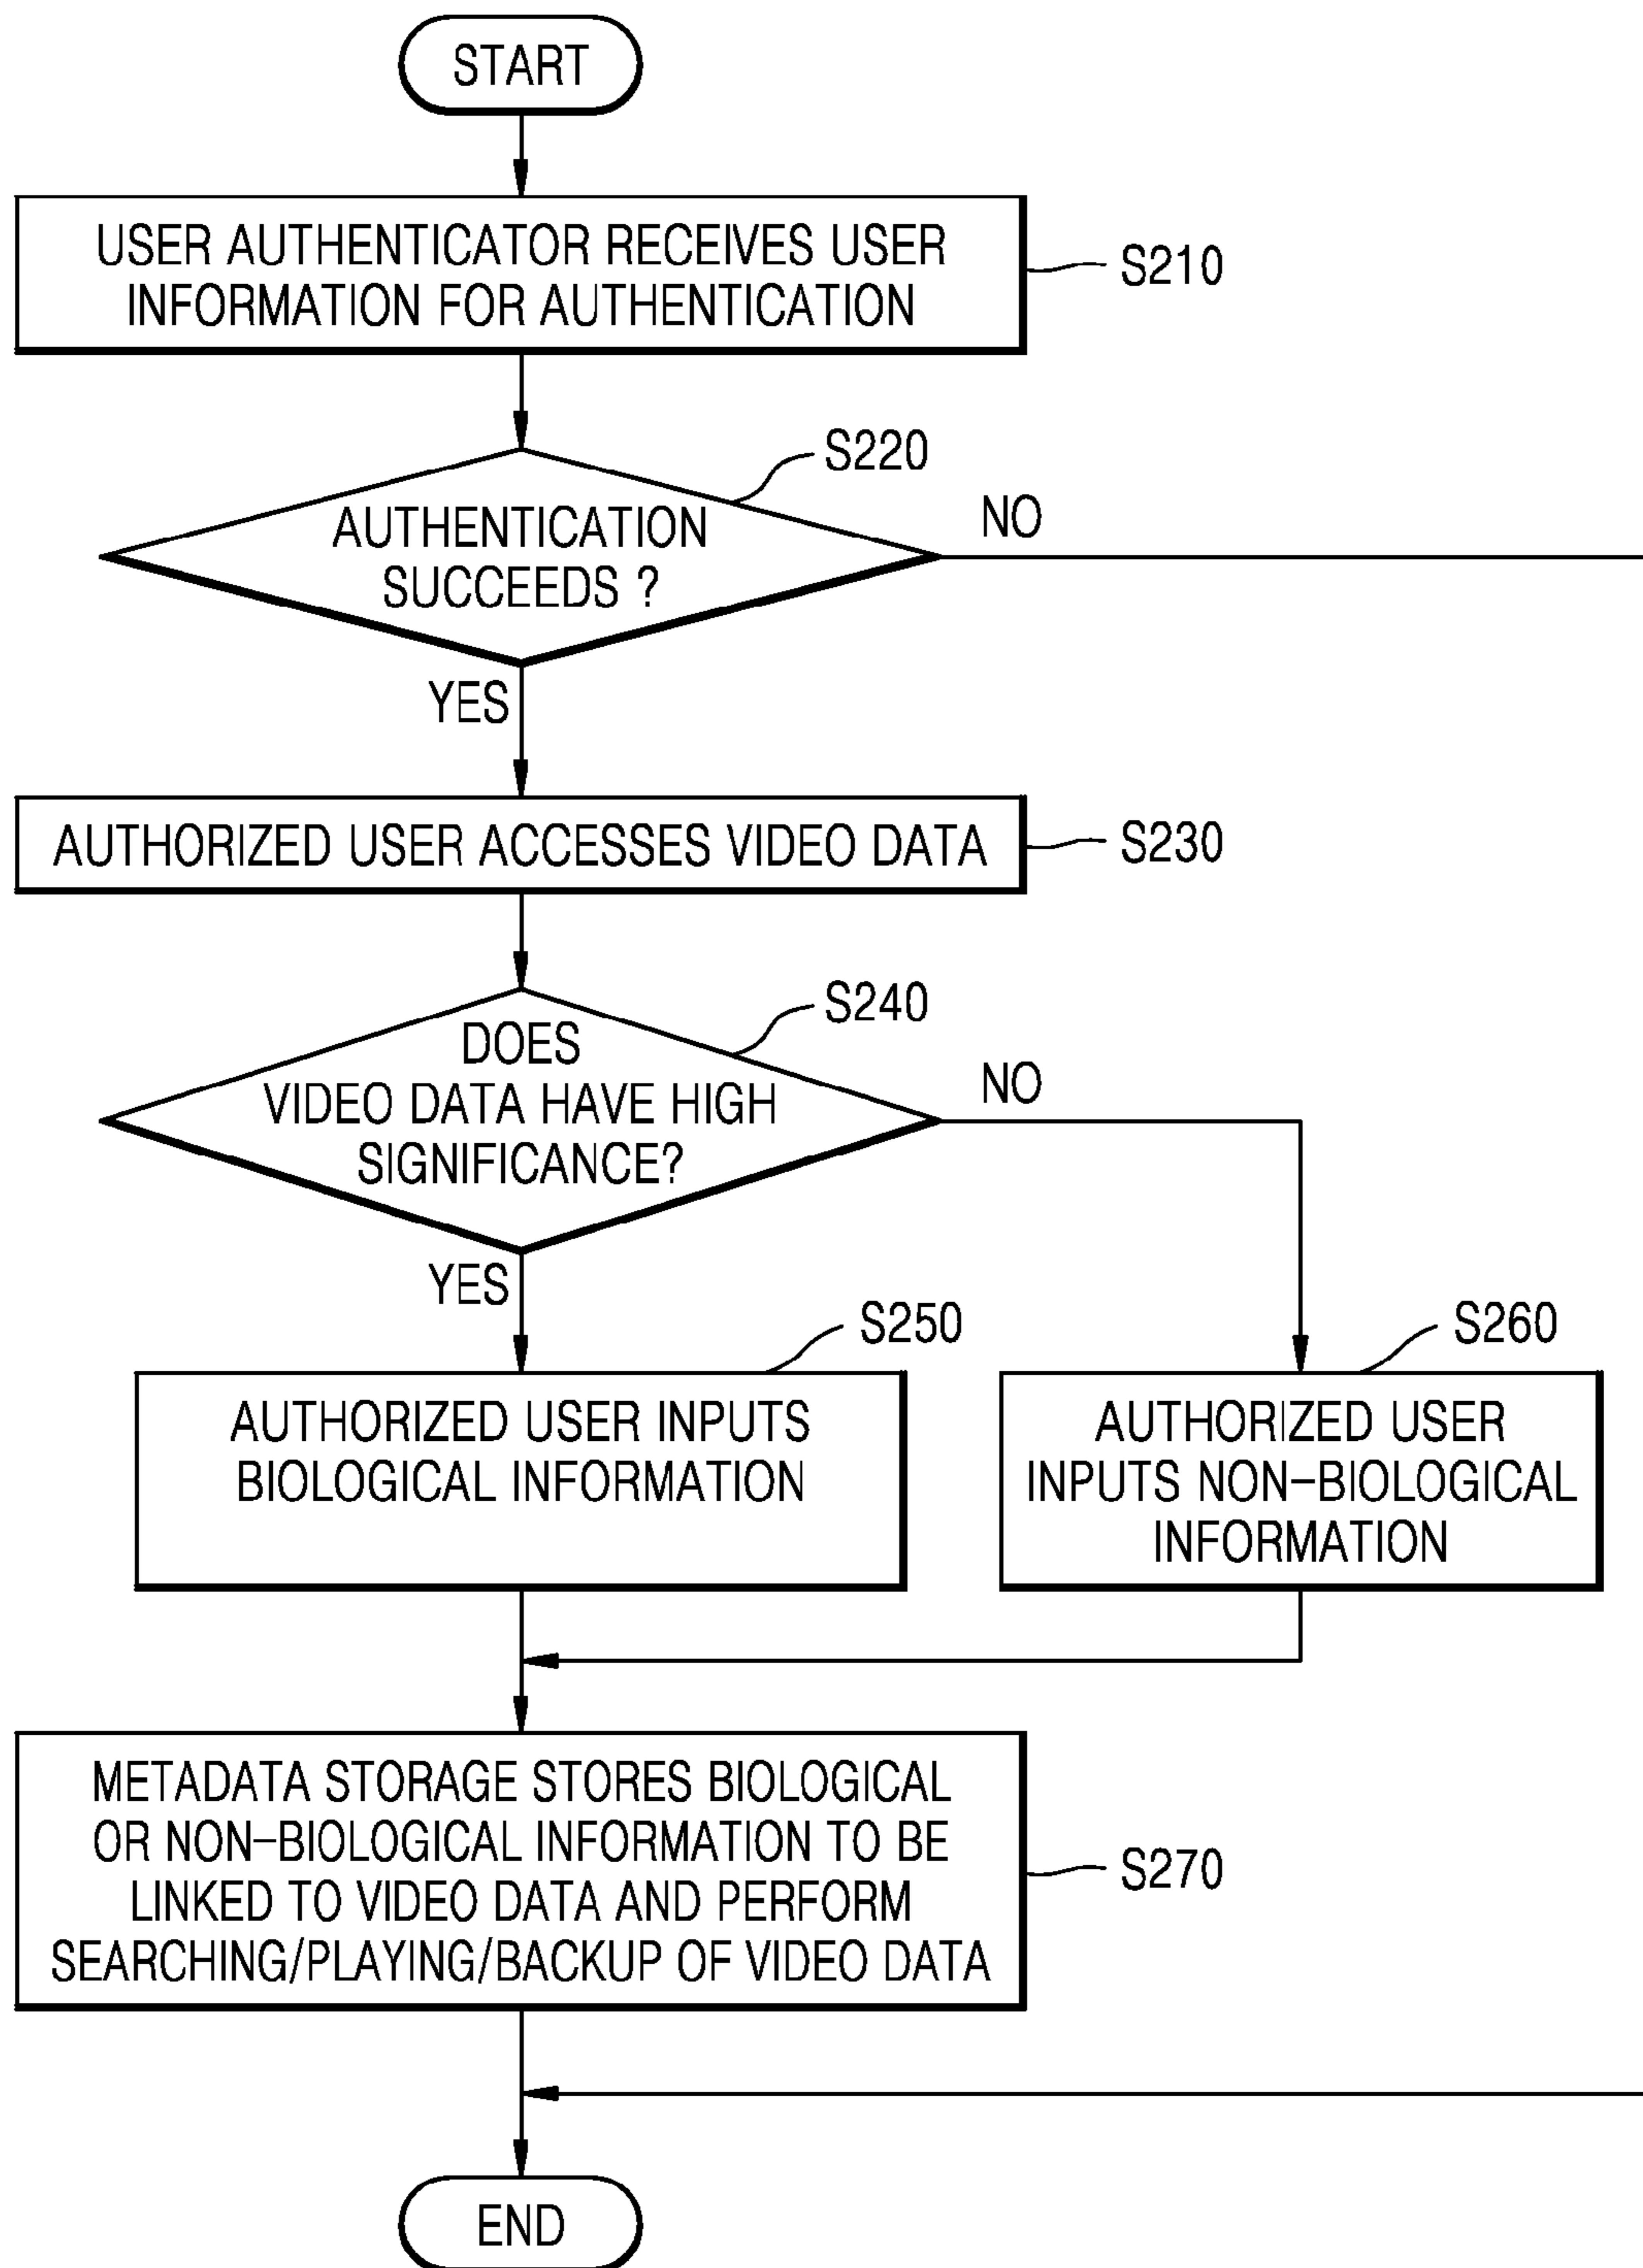 START
USER AUTHENTICATOR RECEIVES USER
INFORMATION FOR AUTHENTICATION
S210
S220
AUTHENTICATION
SUCCEEDS ?
NO
YES
AUTHORIZED USER ACCESSES VIDEO DATA
S230
S240
DOES
VIDEO DATA HAVE HIGH
SIGNIFICANCE?
NO
YES
S250
AUTHORIZED USER INPUTS
BIOLOGICAL INFORMATION
S260
AUTHORIZED USER
INPUTS NON-BIOLOGICAL
INFORMATION
METADATA STORAGE STORES BIOLOGICAL
OR NON-BIOLOGICAL INFORMATION TO BE
LINKED TO VIDEO DATA AND PERFORM
SEARCHING/PLAYING/BACKUP OF VIDEO DATA
S270
END